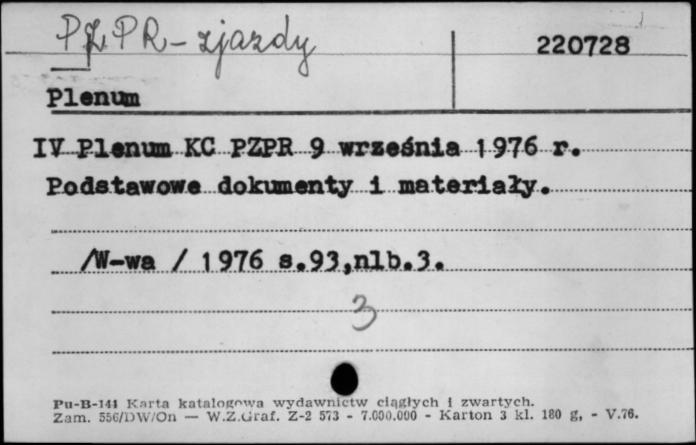 PZPR - zjazdy
220728
Plenum
IV Plenum KC PZPR 9 września 1976 r.
Podstawowe dokumenty i materiały.
/W-wa / 1976 s.93,nlb.3.
3
Pu-B-144 Karta katalogowa wydawnictw ciągłych i zwartych.
Zam. 556/DW/On — W.Z.Graf. Z-2 573 - 7.000.000 - Karton 3 kl. 180 g, - V.76.